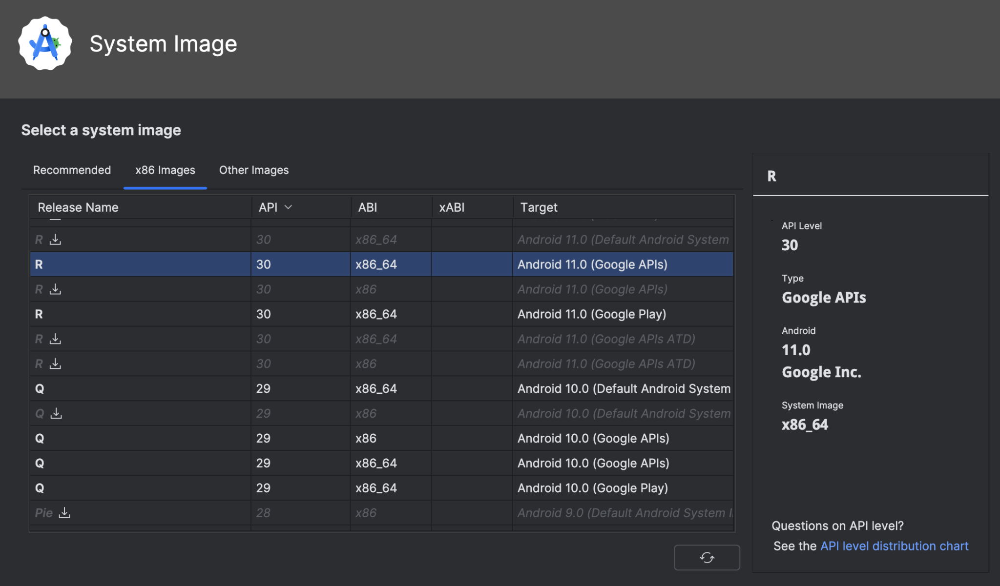 System Image
Select a system image
Recommended x86 Images Other Images
Release Name API ABI xABI Target
R 30 x86_64 Android 11.0 (Default Android System
R 30 x86_64 Android 11.0 (Google APIs)
R 30 x86 Android 11.0 (Google APIs)
R 30 x86_64 Android 11.0 (Google Play)
R 30 x86_64 Android 11.0 (Google APIs ATD)
R 30 x86 Android 11.0 (Google APIs ATD)
Q 29 x86_64 Android 10.0 (Default Android System
Q 29 x86 Android 10.0 (Default Android System
Q 29 x86 Android 10.0 (Google APIs)
Q 29 x86_64 Android 10.0 (Google APIs)
Q 29 x86_64 Android 10.0 (Google Play)
Pie 28 x86 Android 9.0 (Default Android System
R
API Level
30
Type
Google APIs
Android
11.0
Google Inc.
System Image
x86_64
Questions on API level?
See the API level distribution chart